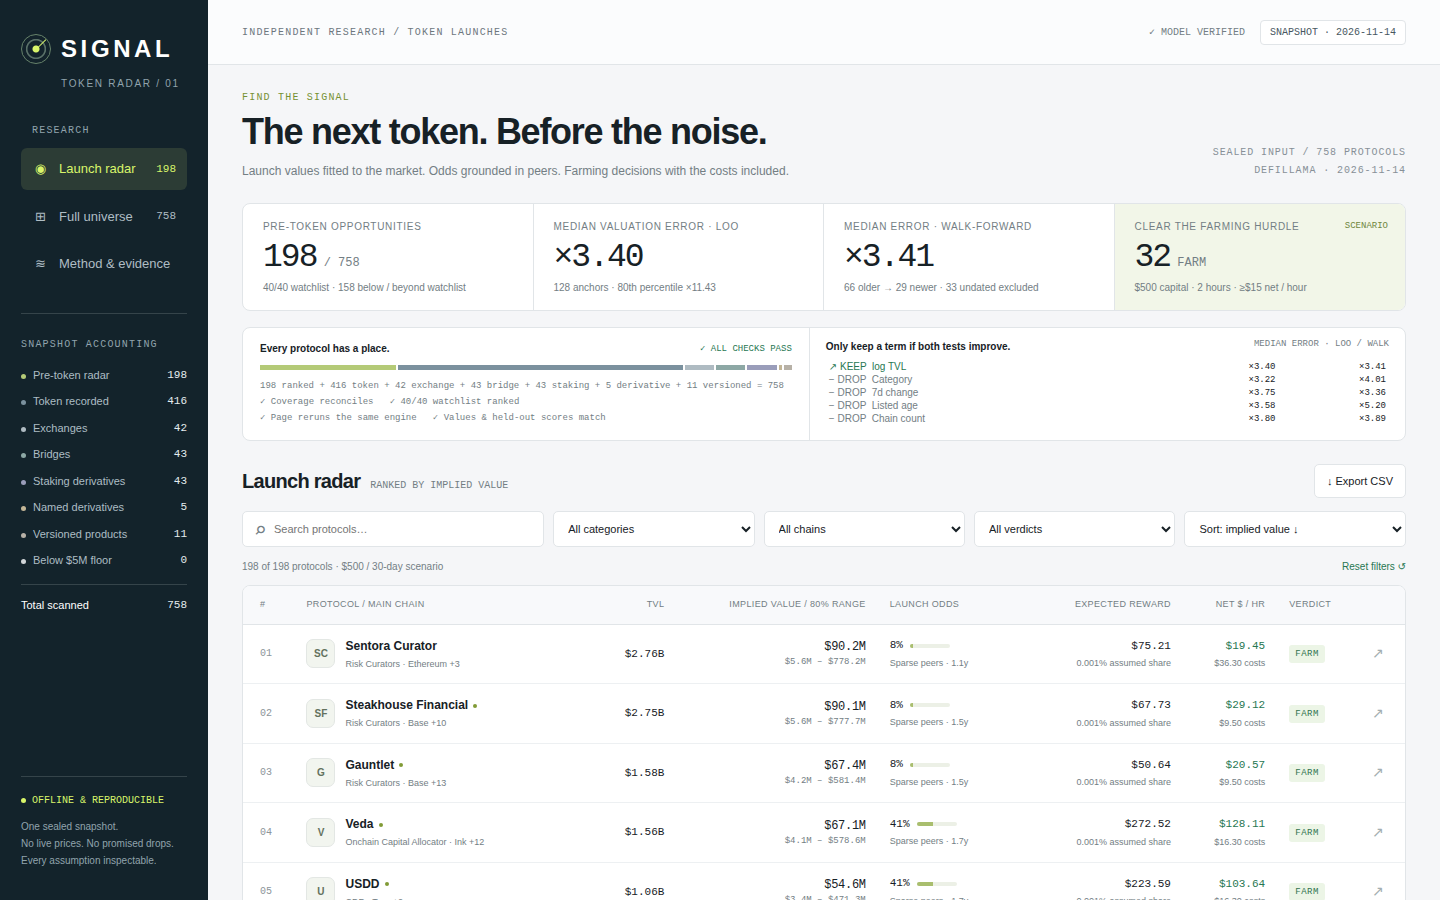 SIGNAL
TOKEN RADAR / 01
RESEARCH
Launch radar 198
Full universe 758
Method & evidence
SNAPSHOT ACCOUNTING
Pre-token radar 198
Token recorded 416
Exchanges 42
Bridges 43
Staking derivatives 43
Named derivatives 5
Versioned products 11
Below $5M floor 0
Total scanned 758
OFFLINE & REPRODUCIBLE
One sealed snapshot.
No live prices. No promised drops.
Every assumption inspectable.
INDEPENDENT RESEARCH / TOKEN LAUNCHES
✓ MODEL VERIFIED
SNAPSHOT · 2026-11-14
FIND THE SIGNAL
The next token. Before the noise.
Launch values fitted to the market. Odds grounded in peers. Farming decisions with the costs included.
SEALED INPUT / 758 PROTOCOLS
DEFILLAMA · 2026-11-14
PRE-TOKEN OPPORTUNITIES
198 / 758
40/40 watchlist · 158 below / beyond watchlist
MEDIAN VALUATION ERROR · LOO
×3.40
128 anchors · 80th percentile ×11.43
MEDIAN ERROR · WALK-FORWARD
×3.41
66 older → 29 newer · 33 undated excluded
CLEAR THE FARMING HURDLE SCENARIO
32 FARM
$500 capital · 2 hours · ≥$15 net / hour
Every protocol has a place. ✓ ALL CHECKS PASS
198 ranked + 416 token + 42 exchange + 43 bridge + 43 staking + 5 derivative + 11 versioned = 758
✓ Coverage reconciles ✓ 40/40 watchlist ranked
✓ Page reruns the same engine ✓ Values & held-out scores match
Only keep a term if both tests improve. MEDIAN ERROR · LOO / WALK
↗ KEEP log TVL ×3.40 ×3.41
− DROP Category ×3.22 ×4.01
− DROP 7d change ×3.75 ×3.36
− DROP Listed age ×3.58 ×5.20
− DROP Chain count ×3.80 ×3.89
Launch radar RANKED BY IMPLIED VALUE
↓ Export CSV
Search protocols…
All categories
All chains
All verdicts
Sort: implied value ↓
198 of 198 protocols · $500 / 30-day scenario
Reset filters ↺
# PROTOCOL / MAIN CHAIN TVL IMPLIED VALUE / 80% RANGE LAUNCH ODDS EXPECTED REWARD NET $ / HR VERDICT
01 SC Sentora Curator $2.76B $90.2M 8% $75.21 $19.45 FARM ↗
Risk Curators · Ethereum +3 $5.6M – $778.2M Sparse peers · 1.1y 0.001% assumed share $36.30 costs
02 SF Steakhouse Financial $2.75B $90.1M 8% $67.73 $29.12 FARM ↗
Risk Curators · Base +10 $5.6M – $777.7M Sparse peers · 1.5y 0.001% assumed share $9.50 costs
03 G Gauntlet $1.58B $67.4M 8% $50.64 $20.57 FARM ↗
Risk Curators · Base +13 $4.2M – $581.4M Sparse peers · 1.5y 0.001% assumed share $9.50 costs
04 V Veda $1.56B $67.1M 41% $272.52 $128.11 FARM ↗
Onchain Capital Allocator · Ink +12 $4.1M – $578.6M Sparse peers · 1.7y 0.001% assumed share $16.30 costs
05 U USDD $1.06B $54.6M 41% $223.59 $103.64 FARM ↗